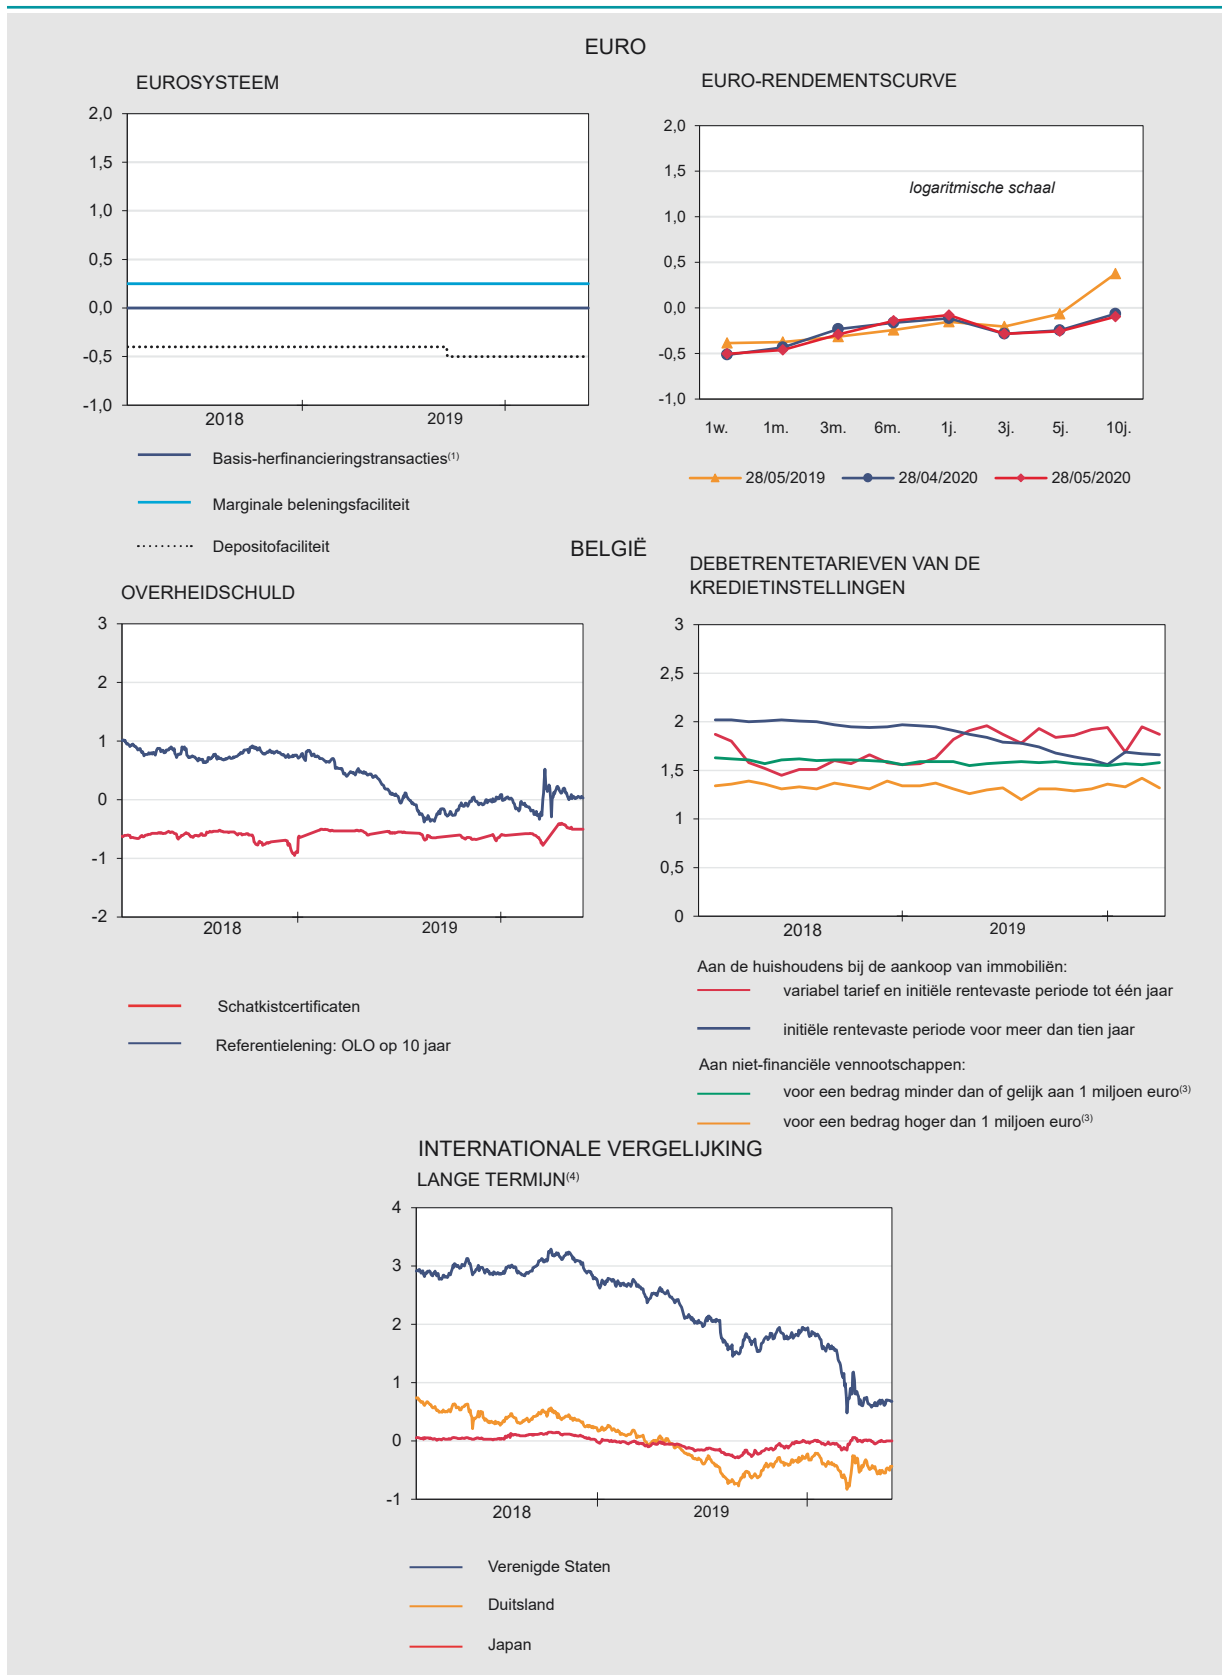 EURO
EUROSYSTEEM
2,0
1,5
1,0
0,5
0,0
-0,5
-1,0
2018 2019
Basis-herfinancieringstransacties(1)
Marginale beleningsfaciliteit
Depositofaciliteit
EURO-RENDEMENTSCURVE
2,0
1,5
1,0
0,5
0,0
-0,5
-1,0
logaritmische schaal
1w. 1m. 3m. 6m. 1j. 3j. 5j. 10j.
28/05/2019 28/04/2020 28/05/2020
BELGIË
OVERHEIDSCHULD
3
2
1
0
-1
-2
2018 2019
Schatkistcertificaten
Referentielening: OLO op 10 jaar
DEBETRENTETARIEVEN VAN DE
KREDIETINSTELLINGEN
3
2,5
2
1,5
1
0,5
0
2018 2019
Aan de huishoudens bij de aankoop van immobiliën:
variabel tarief en initiële rentevaste periode tot één jaar
initiële rentevaste periode voor meer dan tien jaar
Aan niet-financiële vennootschappen:
voor een bedrag minder dan of gelijk aan 1 miljoen euro(3)
voor een bedrag hoger dan 1 miljoen euro(3)
INTERNATIONALE VERGELIJKING
LANGE TERMIJN(4)
4
3
2
1
0
-1
2018 2019
Verenigde Staten
Duitsland
Japan